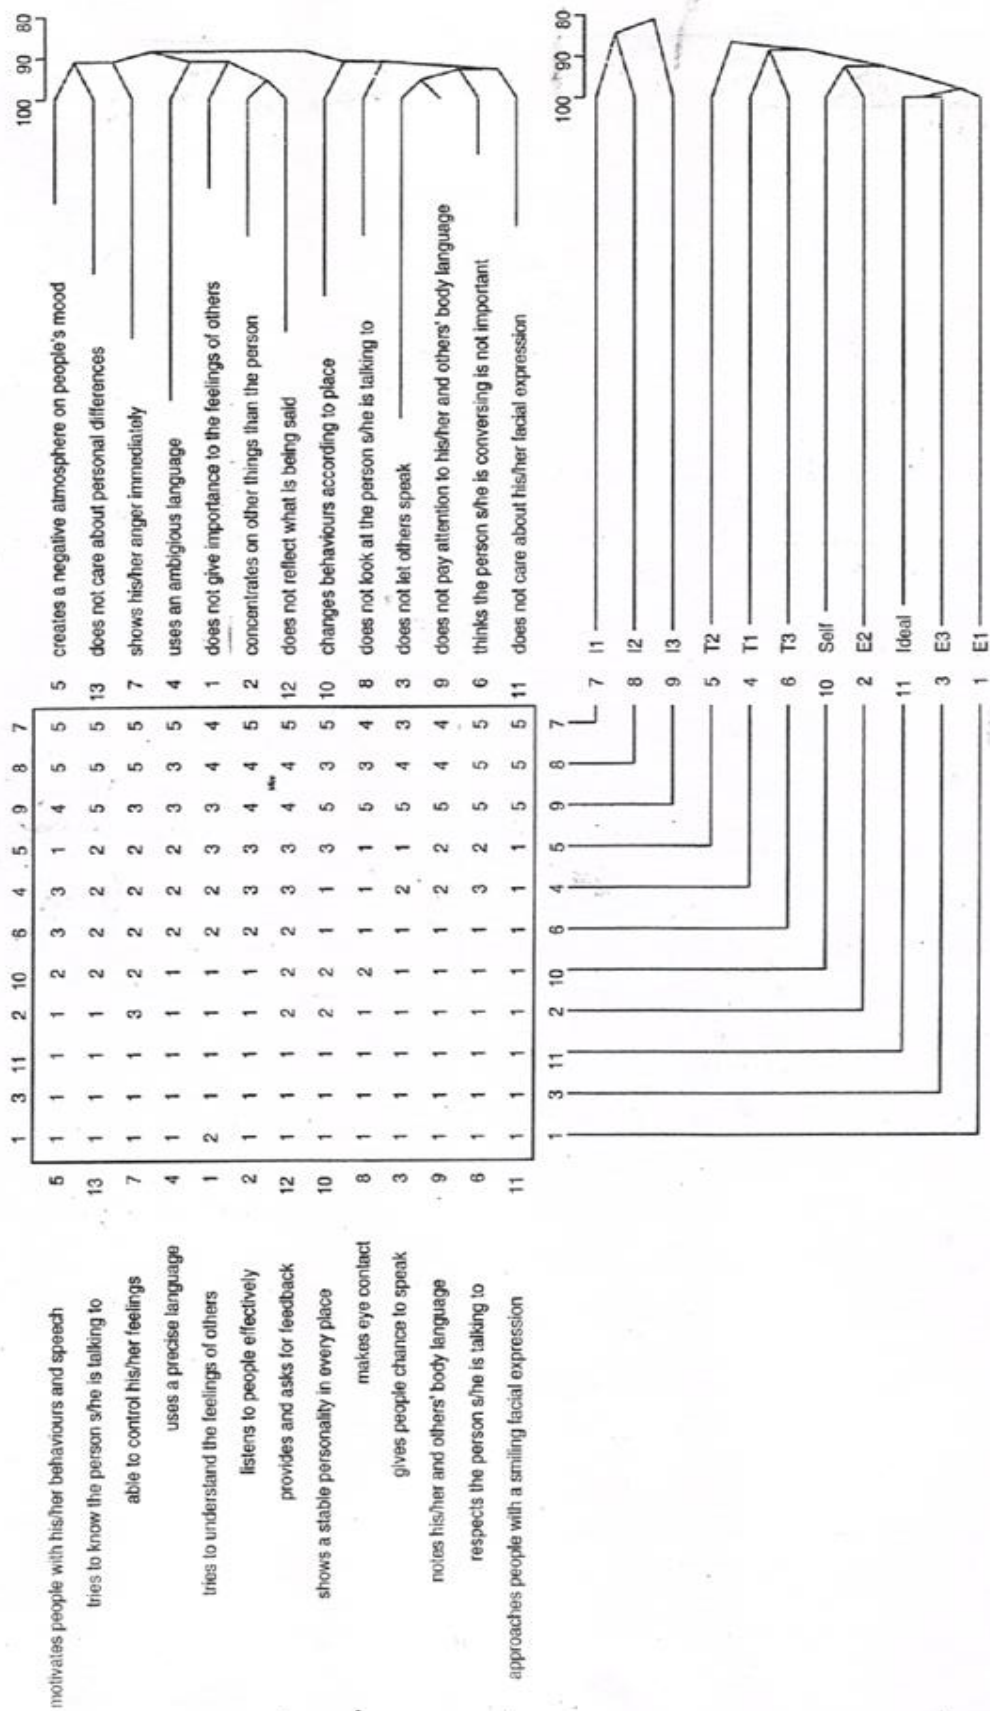 1 3 11 2 10 6 4 5 9 8 7 100 90 80
motivates people with his/her behaviours and speech 5 1 1 1 1 2 3 3 1 4 5 5 5 creates a negative atmosphere on people's mood
tries to know the person s/he is talking to 13 1 1 1 1 2 2 2 2 5 5 5 13 does not care about personal differences
able to control his/her feelings 7 1 1 1 3 2 2 2 2 3 5 5 7 shows his/her anger immediately
uses a precise language 4 1 1 1 1 1 2 2 2 3 3 5 4 uses an ambigious language
tries to understand the feelings of others 1 2 1 1 1 1 2 2 3 3 4 4 1 does not give importance to the feelings of others
listens to people effectively 2 1 1 1 1 1 2 3 3 4 4 5 2 concentrates on other things than the person
provides and asks for feedback 12 1 1 1 2 2 2 3 3 4 4 5 12 does not reflect what is being said
shows a stable personality in every place 10 1 1 1 2 2 1 1 3 5 3 5 10 changes behaviours according to place
makes eye contact 8 1 1 1 1 2 1 1 1 5 3 4 8 does not look at the person s/he is talking to
gives people chance to speak 3 1 1 1 1 1 1 2 1 5 4 3 3 does not let others speak
notes his/her and others' body language 9 1 1 1 1 1 1 2 2 5 4 4 9 does not pay attention to his/her and others' body language
respects the person s/he is talking to 6 1 1 1 1 1 1 3 2 5 5 5 6 thinks the person s/he is conversing is not important
approaches people with a smiling facial expression 11 1 1 1 1 1 1 1 1 5 5 5 11 does not care about his/her facial expression
1 3 11 2 10 6 4 5 9 8 7 100 90 80
7 I1
8 I2
9 I3
5 T2
4 T1
6 T3
10 Self
2 E2
11 Ideal
3 E3
1 E1